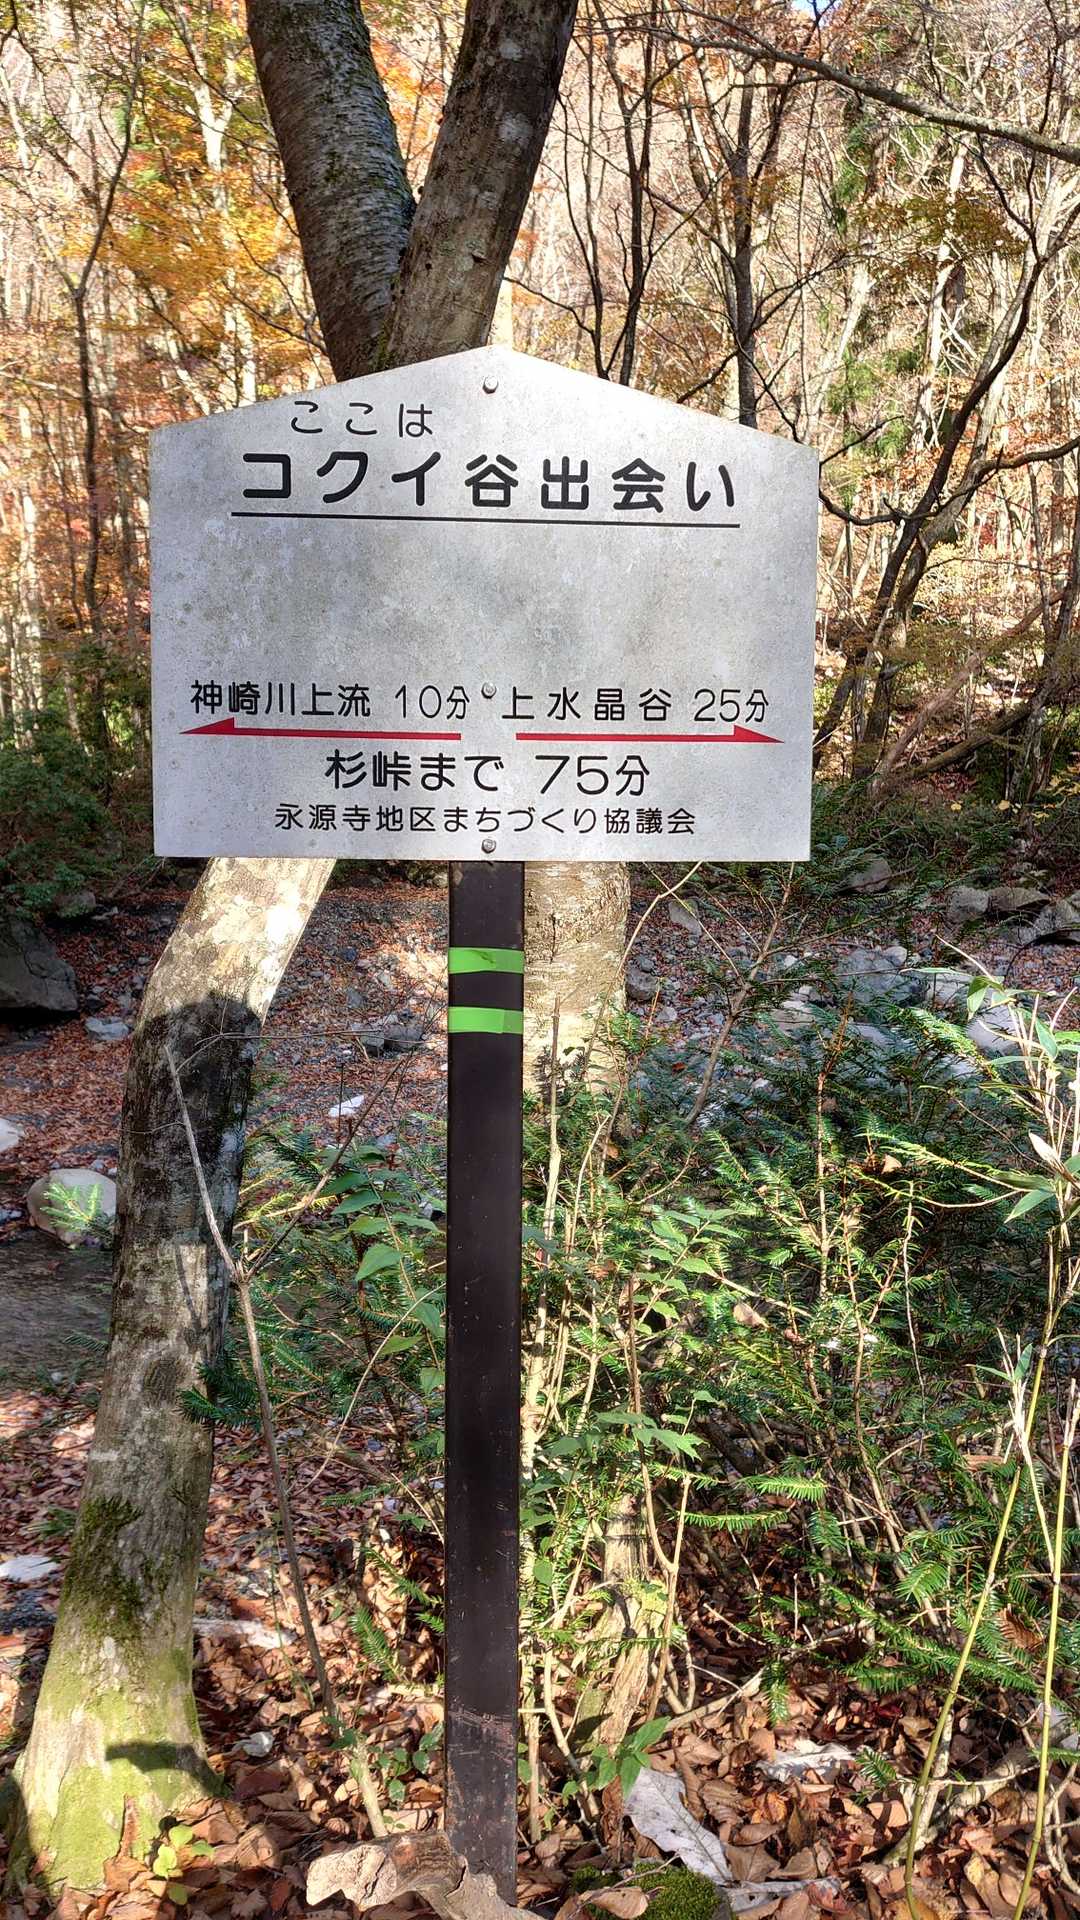 ここは
コクイ谷出会い
神崎川上流 10分 上水晶谷 25分
杉峠まで 75分
永源寺地区まちづくり協議会